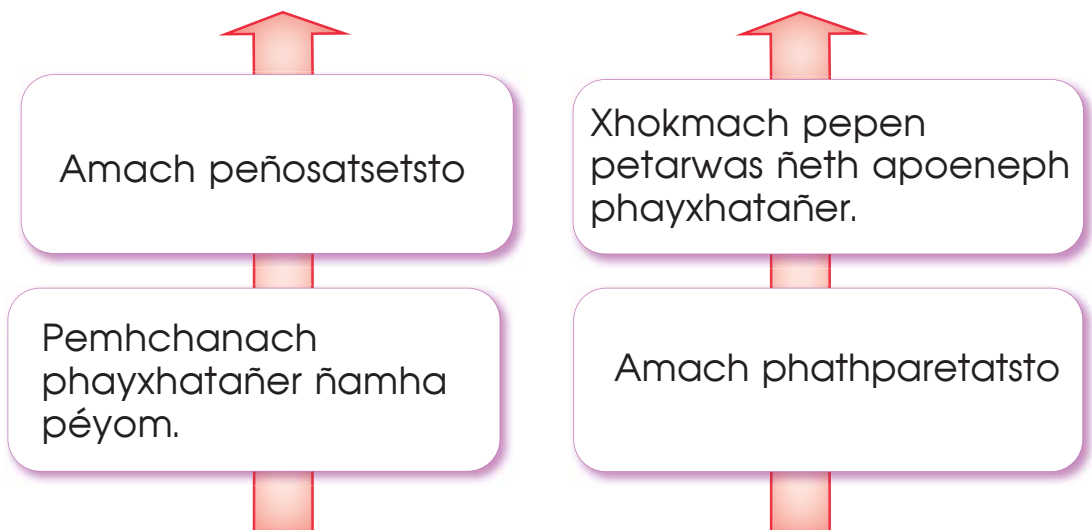 Amach peñosatsetsto
Pemhchanach
phayxhatañer ñamha
péyom.
Xhokmach pepen
petarwas ñeth apoeneph
phayxhatañer.
Amach phathparetatsto